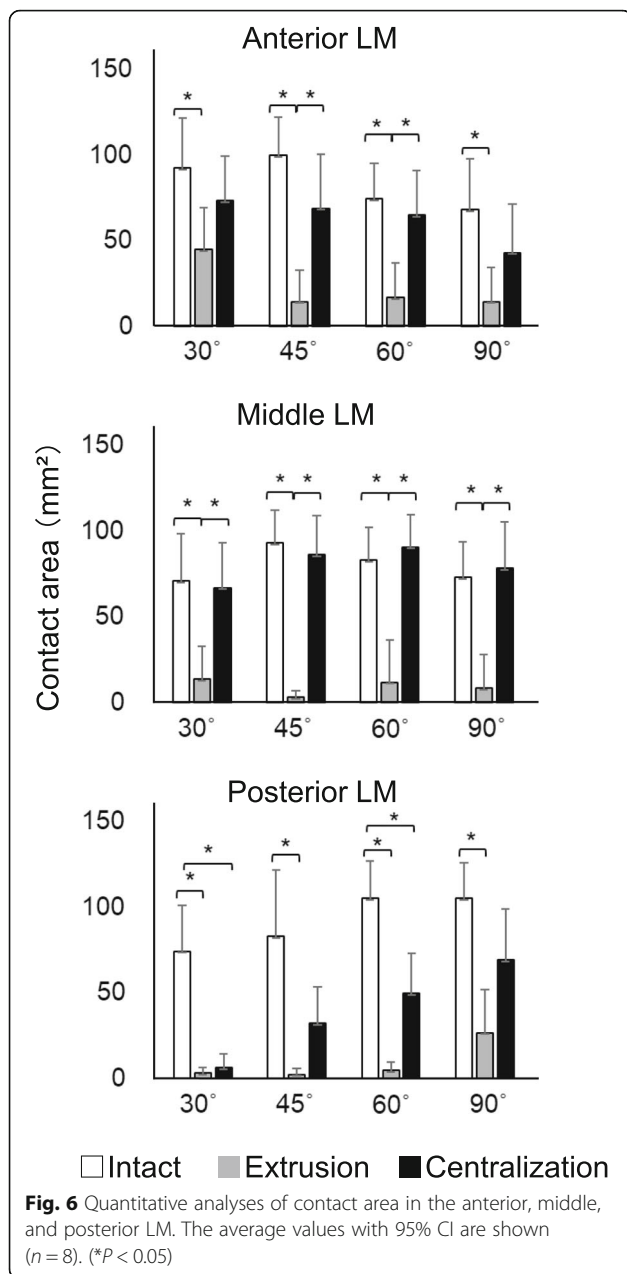 Anterior LM
150
* * * * * *
100
50
0
30° 45° 60° 90°
Middle LM
150
* * * * * * * *
100
50
0
30° 45° 60° 90°
Contact area (mm²)
Posterior LM
150
* * * * * *
100
50
0
30° 45° 60° 90°
Intact Extrusion Centralization
Fig. 6 Quantitative analyses of contact area in the anterior, middle,
and posterior LM. The average values with 95% CI are shown
(n = 8). (*P < 0.05)